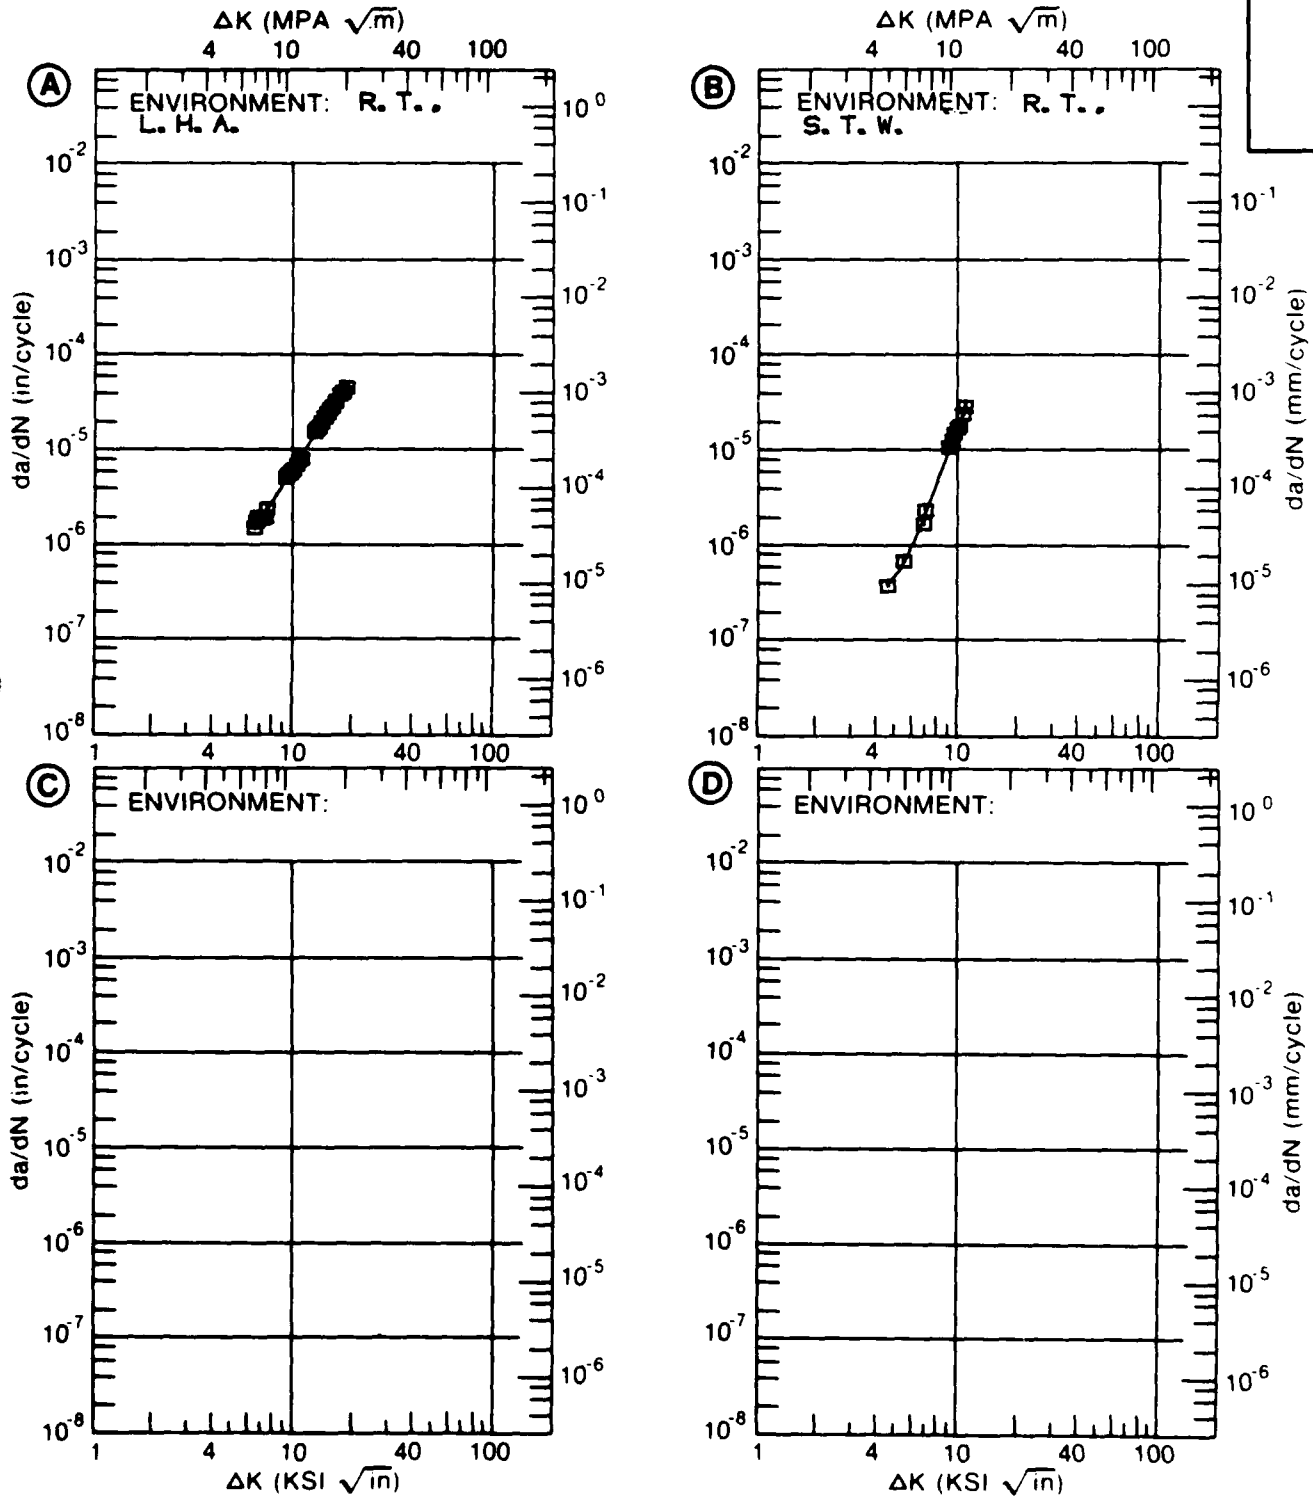 ΔK (MPA √m)
4 10 40 100
A
ENVIRONMENT: R. T.,
L. H. A.
10^0
10^-2
10^-1
10^-3
10^-2
10^-4
10^-3
10^-5
10^-4
10^-6
10^-5
10^-7
10^-6
10^-8
1 4 10 40 100
da/dN (in/cycle)
ΔK (MPA √m)
4 10 40 100
B
ENVIRONMENT: R. T.,
S. T. W.
10^-2
10^-1
10^-3
10^-2
10^-4
10^-3
10^-5
10^-4
10^-6
10^-5
10^-7
10^-6
10^-8
1 4 10 40 100
da/dN (mm/cycle)
C
ENVIRONMENT:
10^0
10^-2
10^-1
10^-3
10^-2
10^-4
10^-3
10^-5
10^-4
10^-6
10^-5
10^-7
10^-6
10^-8
1 4 10 40 100
da/dN (in/cycle)
ΔK (KSI √in)
D
ENVIRONMENT:
10^0
10^-2
10^-1
10^-3
10^-2
10^-4
10^-3
10^-5
10^-4
10^-6
10^-5
10^-7
10^-6
10^-8
1 4 10 40 100
da/dN (mm/cycle)
ΔK (KSI √in)